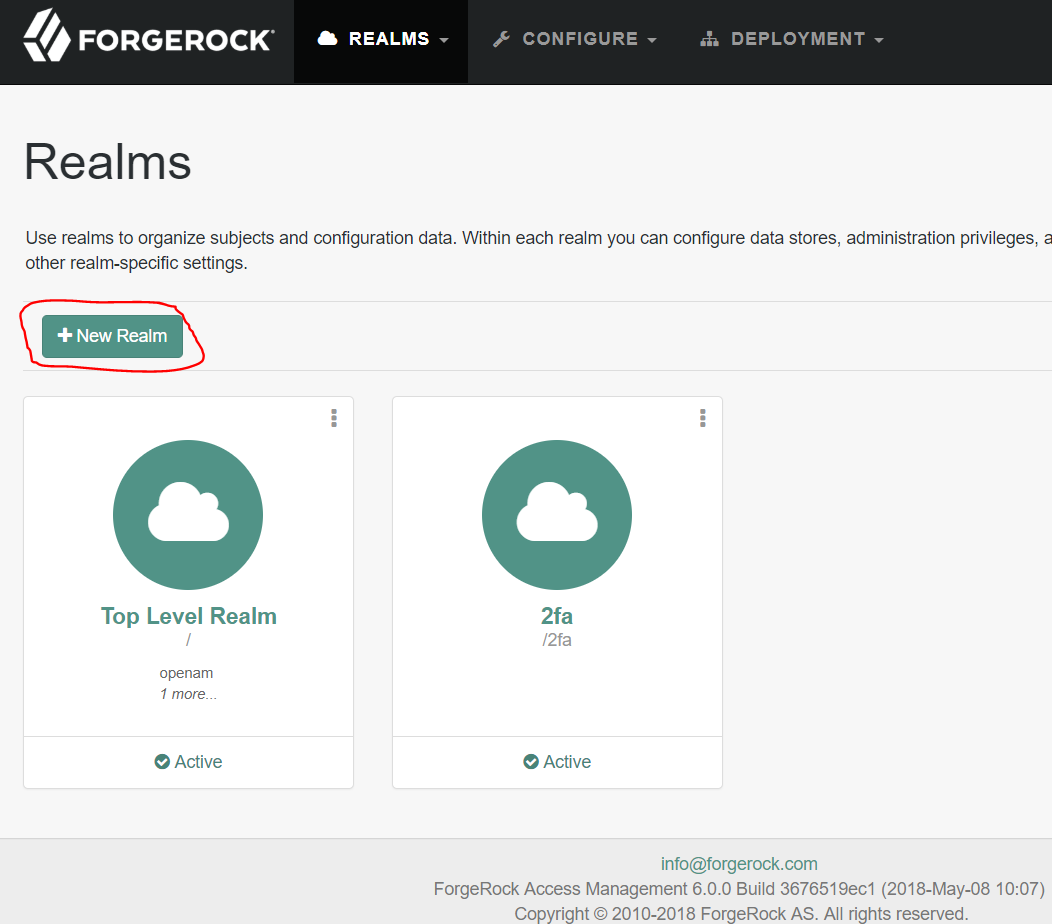 FORGEROCK REALMS CONFIGURE DEPLOYMENT
Realms
Use realms to organize subjects and configuration data. Within each realm you can configure data stores, administration privileges,
other realm-specific settings.
New Realm
Top Level Realm
/
openam
1 more...
Active
2fa
/2fa
Active
info@forgerock.com
ForgeRock Access Management 6.0.0 Build 3676519ec1 (2018-May-08 10:07)
Copyright © 2010-2018 ForgeRock AS. All rights reserved.